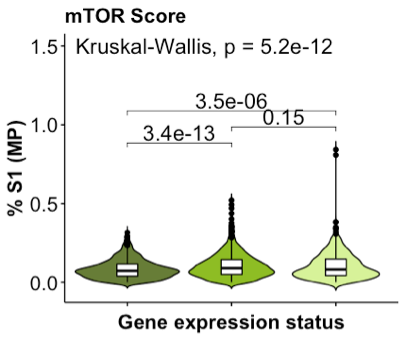 mTOR Score
Kruskal-Wallis, p = 5.2e-12
3.5e-06
0.15
3.4e-13
1.5
1.0
0.5
0.0
% S1 (MP)
Gene expression status